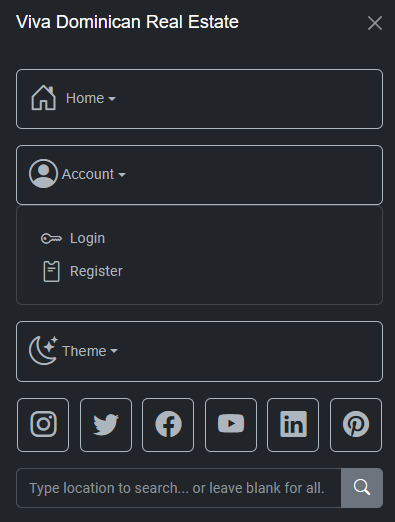 Viva Dominican Real Estate
Home
Account
Login
Register
Theme
Type location to search... or leave blank for all.